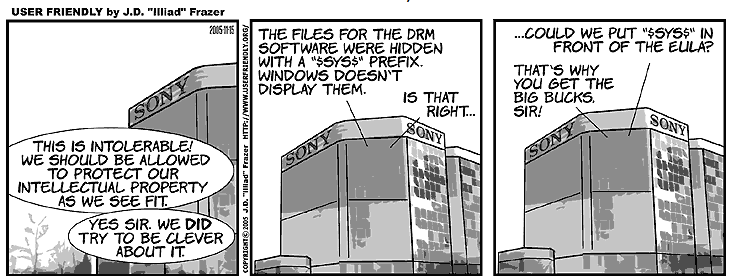 USER FRIENDLY by J.D. "Illiad" Frazer
2005 11·15
SONY
THIS IS INTOLERABLE!
WE SHOULD BE ALLOWED
TO PROTECT OUR
INTELLECTUAL PROPERTY
AS WE SEE FIT.
YES SIR. WE DID
TRY TO BE CLEVER
ABOUT IT.
COPYRIGHT © 2005 J.D. "Illiad" Frazer HTTP://WWW.USERFRIENDLY.ORG/
THE FILES FOR THE DRM
SOFTWARE WERE HIDDEN
WITH A "$SYS$" PREFIX.
WINDOWS DOESN'T
DISPLAY THEM.
IS THAT
RIGHT...
SONY
SONY
...COULD WE PUT "$SYS$" IN
FRONT OF THE EULA?
THAT'S WHY
YOU GET THE
BIG BUCKS,
SIR!
SONY
SONY